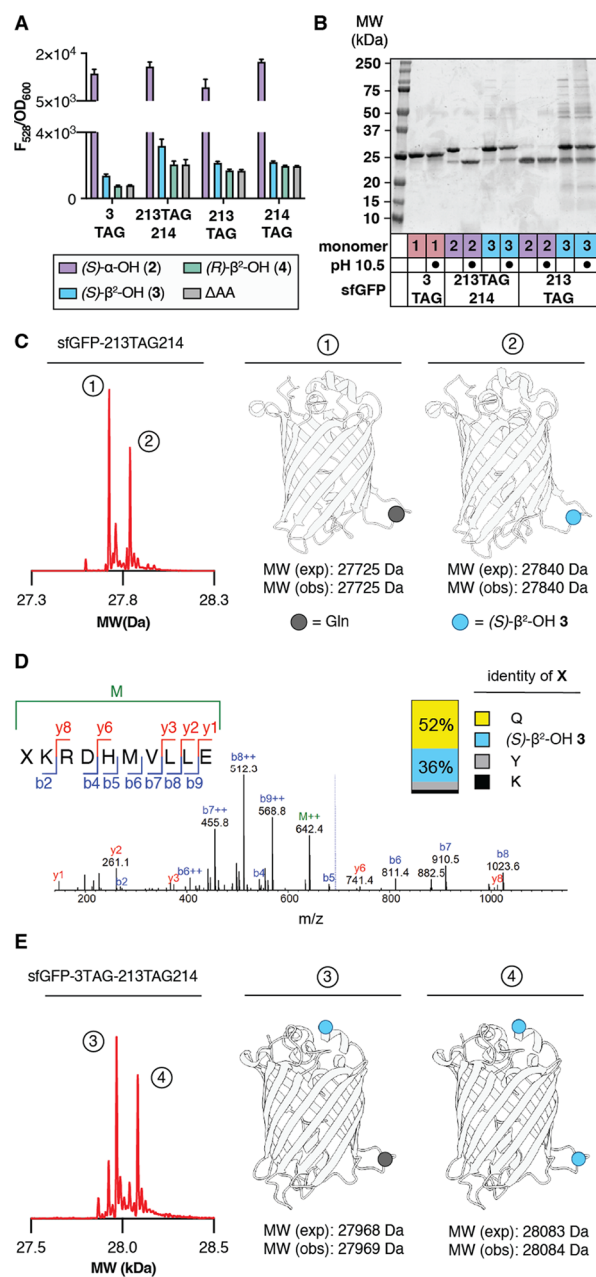 A
F528/OD600
2×10⁴
5×10³
4×10³
0
3
TAG
213TAG
214
213
TAG
214
TAG
(S)-α-OH (2)
(R)-β²-OH (4)
(S)-β²-OH (3)
ΔAA
B
MW
(kDa)
250
75
50
37
25
20
15
10
monomer
1 1 2 2 3 3 2 2 3 3
pH 10.5 • • • • •
sfGFP
3
TAG
213TAG
214
213
TAG
C
sfGFP-213TAG214
1
2
27.3 27.8 28.3
MW(Da)
1
MW (exp): 27725 Da
MW (obs): 27725 Da
= Gln
2
MW (exp): 27840 Da
MW (obs): 27840 Da
= (S)-β²-OH 3
D
M
y8 y6 y3 y2 y1
X K R D H M V L L E
b2 b4 b5 b6 b7 b8 b9
identity of X
52%
36%
Q
(S)-β²-OH 3
Y
K
b8++
512.3
b9++
568.8
b7++
455.8
M++
642.4
y2
261.1
y1
b2
y3
b6++
b4
b5
y6
741.4
b6
811.4
882.5
b7
910.5
b8
1023.6
y8
200 400 600 800 1000
m/z
E
sfGFP-3TAG-213TAG214
3
4
27.5 28.0 28.5
MW (kDa)
3
MW (exp): 27968 Da
MW (obs): 27969 Da
4
MW (exp): 28083 Da
MW (obs): 28084 Da